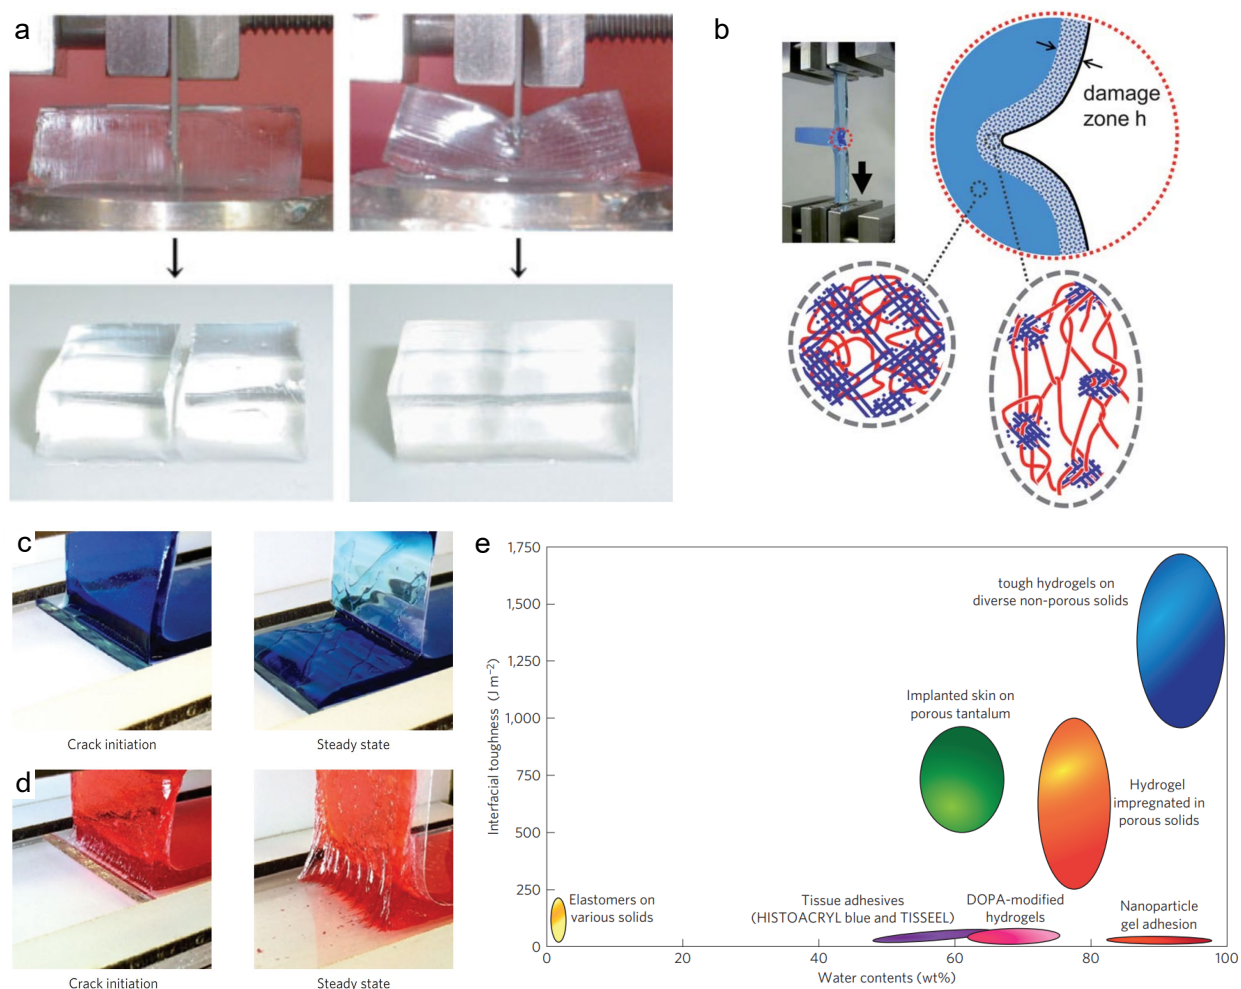 a
b
damage
zone h
c
Crack initiation
Steady state
d
Crack initiation
Steady state
e
1,750
1,500
1,250
1,000
750
500
250
0
Interfacial toughness (J m⁻²)
tough hydrogels on
diverse non-porous solids
Implanted skin on
porous tantalum
Hydrogel
impregnated in
porous solids
Elastomers on
various solids
Tissue adhesives
(HISTOACRYL blue and TISSEEL)
DOPA-modified
hydrogels
Nanoparticle
gel adhesion
0
20
40
60
80
100
Water contents (wt%)